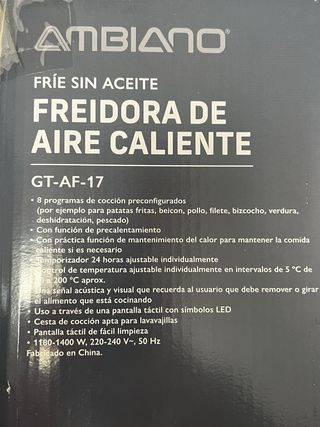 AMBIANO®
FRÍE SIN ACEITE
FREIDORA DE
AIRE CALIENTE
GT-AF-17
• 8 programas de cocción preconfigurados
(por ejemplo para patatas fritas, beicon, pollo, filete, bizcocho, verdura,
deshidratación, pescado)
• Con función de precalentamiento
• Con práctica función de mantenimiento del calor para mantener la comida
caliente si es necesario
• Temporizador 24 horas ajustable individualmente
• Control de temperatura ajustable individualmente en intervalos de 5 °C de
a 200 °C aprox.
• Una señal acústica y visual que recuerda al usuario que debe remover o girar
el alimento que está cocinando
• Uso a través de una pantalla táctil con símbolos LED
• Cesta de cocción apta para lavavajillas
• Pantalla táctil de fácil limpieza
• 1180-1400 W, 220-240 V~, 50 Hz
Fabricado en China.